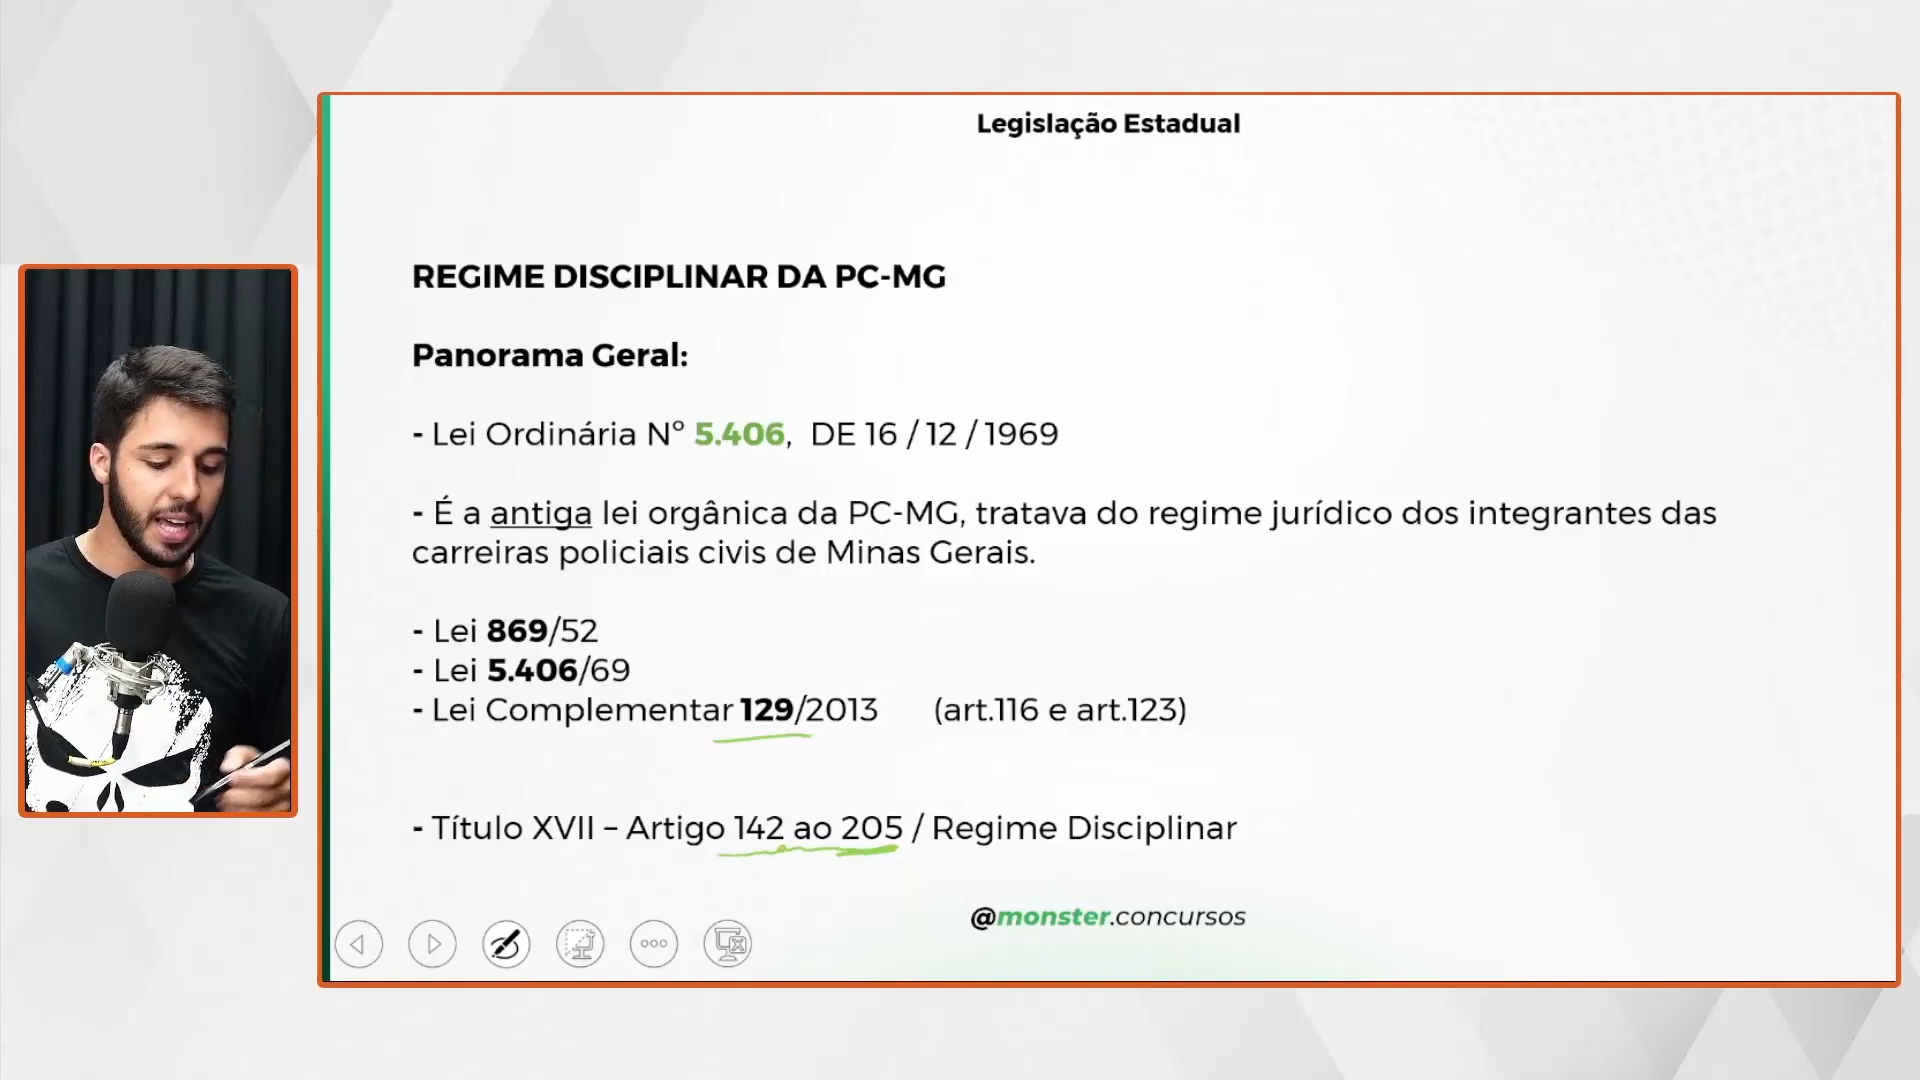 Legislação Estadual
REGIME DISCIPLINAR DA PC-MG
Panorama Geral:
- Lei Ordinária Nº 5.406, DE 16 / 12 / 1969
- É a antiga lei orgânica da PC-MG, tratava do regime jurídico dos integrantes das
carreiras policiais civis de Minas Gerais.
- Lei 869/52
- Lei 5.406/69
- Lei Complementar 129/2013 (art.116 e art.123)
- Título XVII – Artigo 142 ao 205 / Regime Disciplinar
@monster.concursos